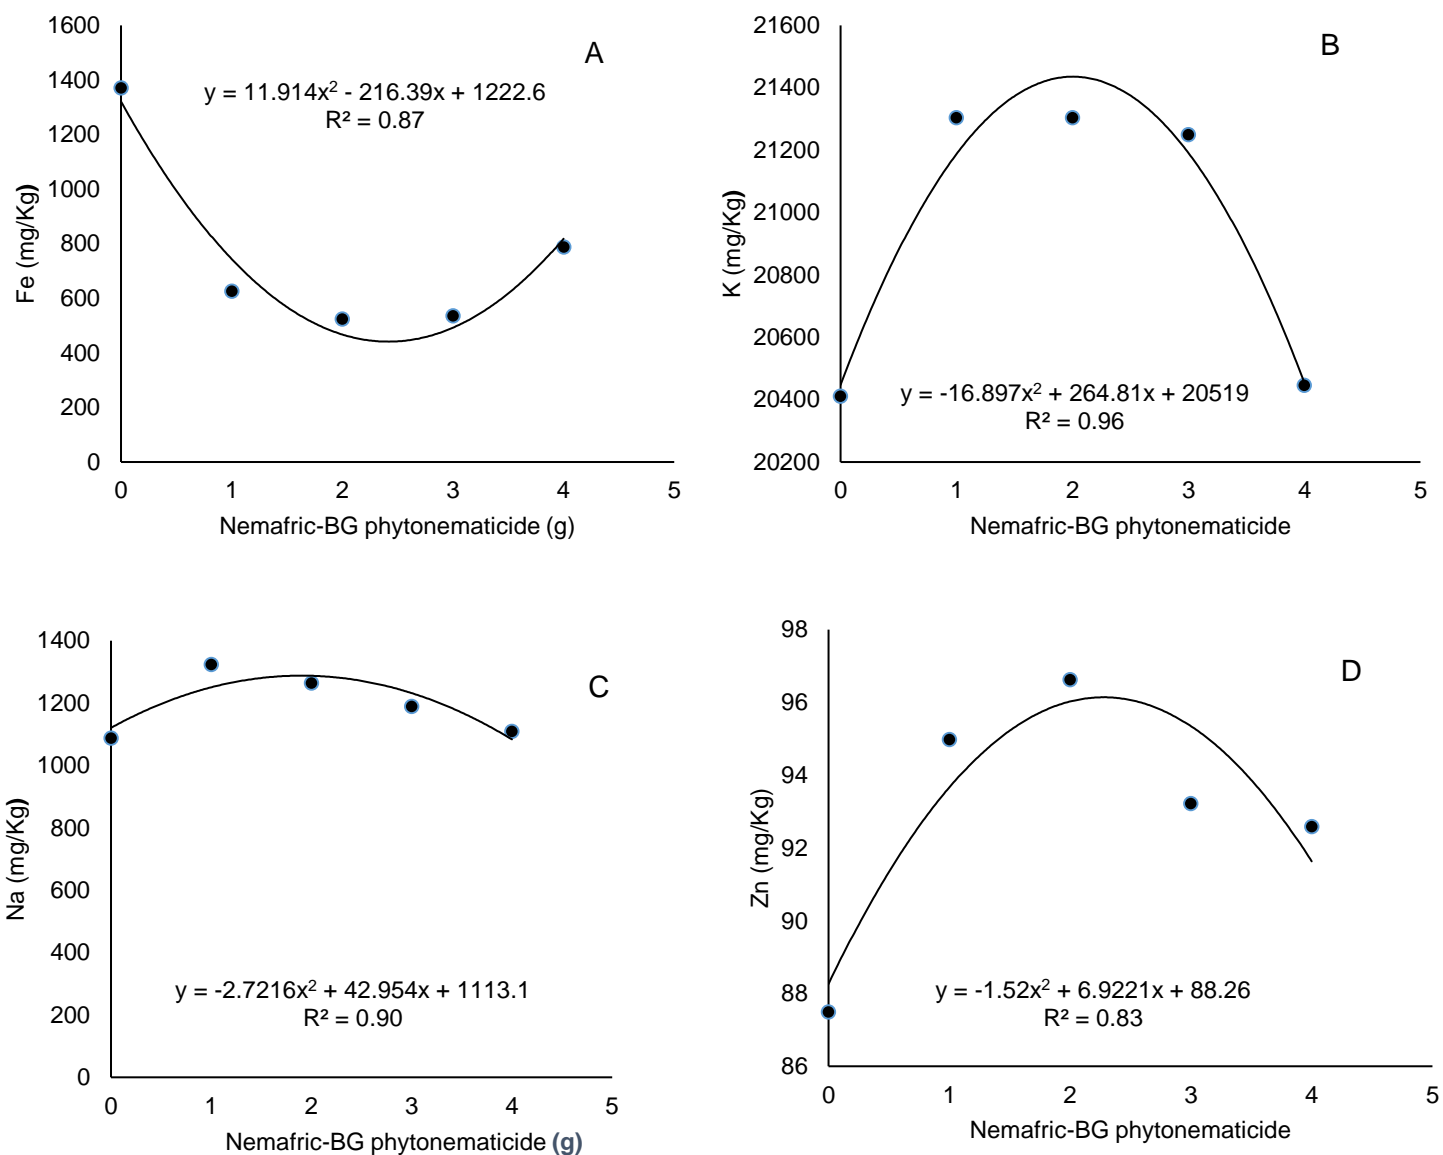 A
y = 11.914x² - 216.39x + 1222.6
R² = 0.87
Fe (mg/Kg)
1600
1400
1200
1000
800
600
400
200
0
0 1 2 3 4 5
Nemafric-BG phytonematicide (g)
B
y = -16.897x² + 264.81x + 20519
R² = 0.96
K (mg/Kg)
21600
21400
21200
21000
20800
20600
20400
20200
0 1 2 3 4 5
Nemafric-BG phytonematicide
C
y = -2.7216x² + 42.954x + 1113.1
R² = 0.90
Na (mg/Kg)
1400
1200
1000
800
600
400
200
0
0 1 2 3 4 5
Nemafric-BG phytonematicide (g)
D
y = -1.52x² + 6.9221x + 88.26
R² = 0.83
Zn (mg/Kg)
98
96
94
92
90
88
86
0 1 2 3 4 5
Nemafric-BG phytonematicide